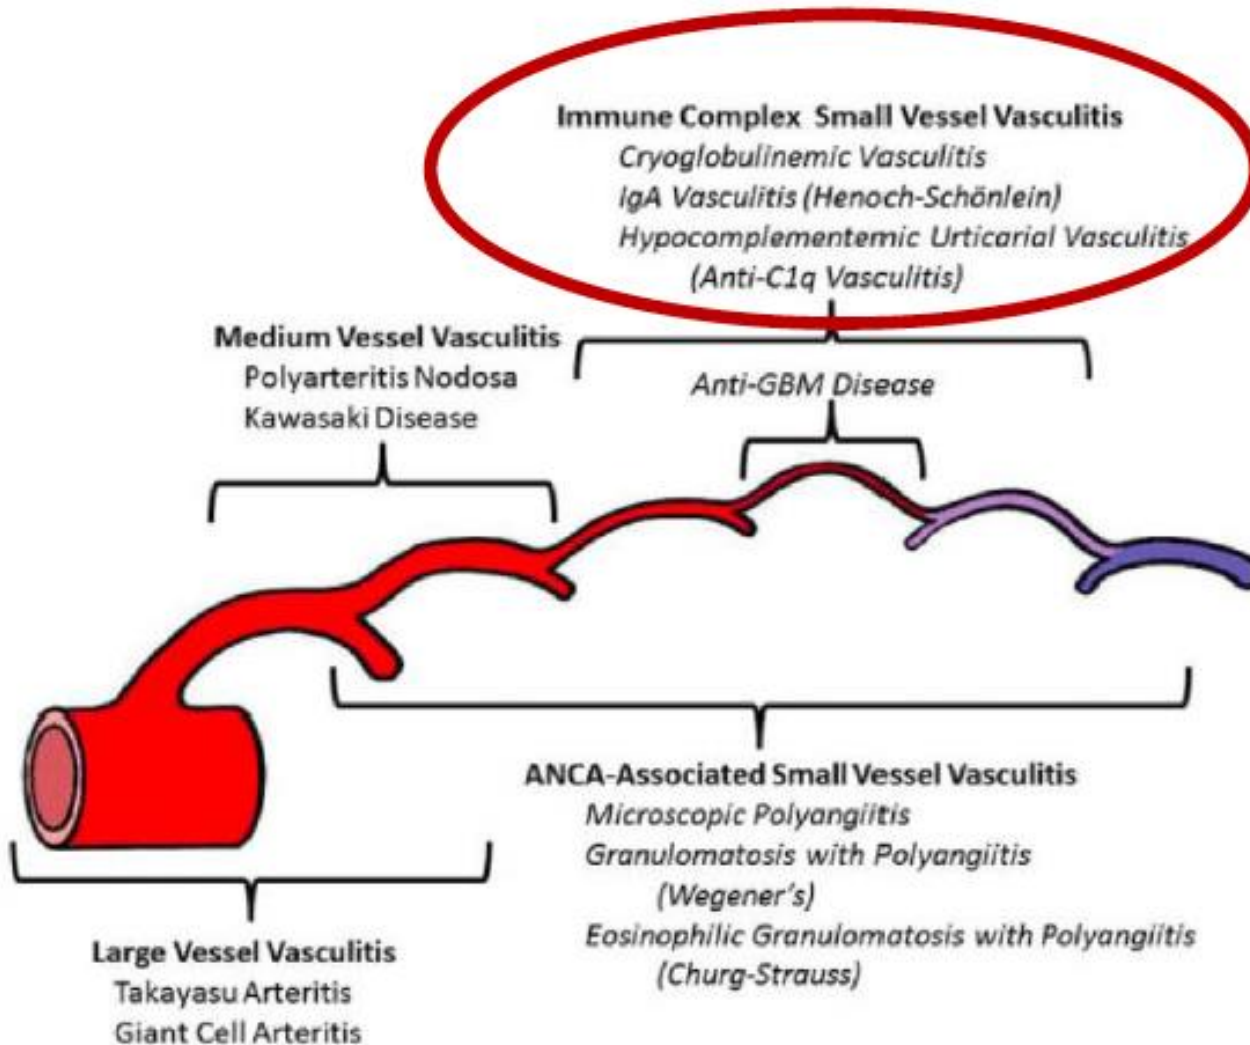 Immune Complex Small Vessel Vasculitis
Cryoglobulinemic Vasculitis
IgA Vasculitis (Henoch-Schönlein)
Hypocomplementemic Urticarial Vasculitis
(Anti-C1q Vasculitis)
Medium Vessel Vasculitis
Polyarteritis Nodosa
Kawasaki Disease
Anti-GBM Disease
ANCA-Associated Small Vessel Vasculitis
Microscopic Polyangiitis
Granulomatosis with Polyangiitis
(Wegener's)
Eosinophilic Granulomatosis with Polyangiitis
(Churg-Strauss)
Large Vessel Vasculitis
Takayasu Arteritis
Giant Cell Arteritis